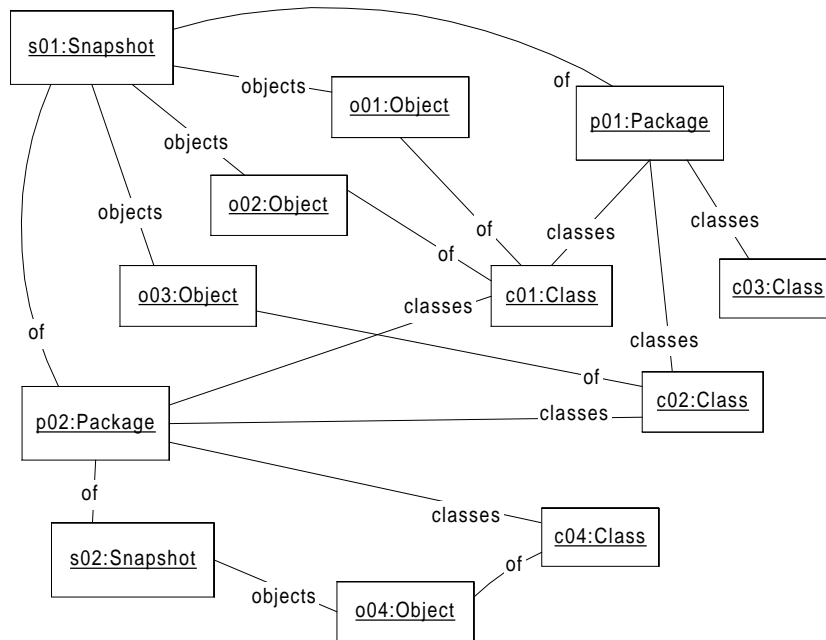 s01:Snapshot
of
objects
o01:Object
p01:Package
objects
o02:Object
objects
of
of
classes
classes
o03:Object
c01:Class
c03:Class
classes
of
classes
of
c02:Class
p02:Package
classes
of
classes
c04:Class
s02:Snapshot
of
objects
o04:Object